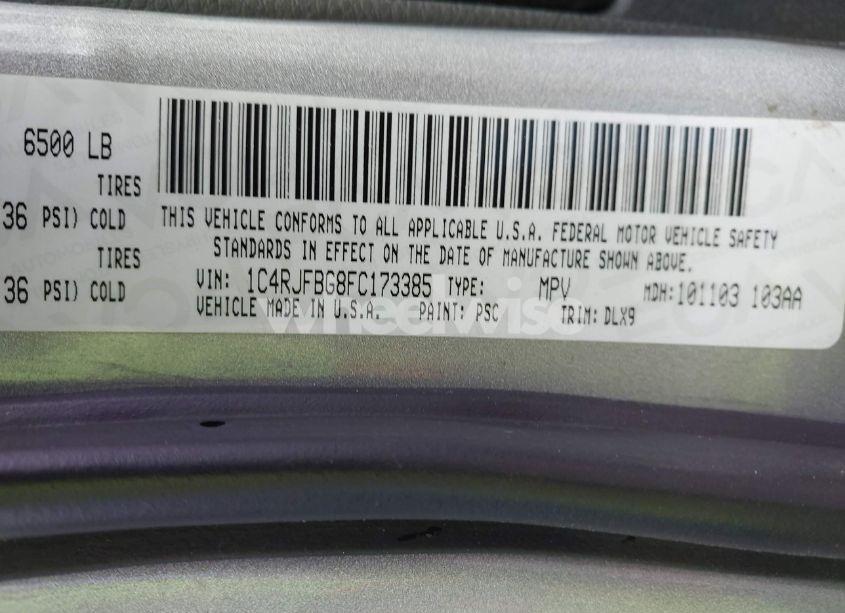 6500 LB
TIRES
36 PSI) COLD
THIS VEHICLE CONFORMS TO ALL APPLICABLE U.S.A. FEDERAL MOTOR VEHICLE SAFETY
STANDARDS IN EFFECT ON THE DATE OF MANUFACTURE SHOWN ABOVE.
TIRES
36 PSI) COLD
VIN: 1C4RJFBG8FC173385 TYPE: MPV MDH:101103 103AA
VEHICLE MADE IN U.S.A. PAINT: PSC TRIM: DLX9
wheelwise